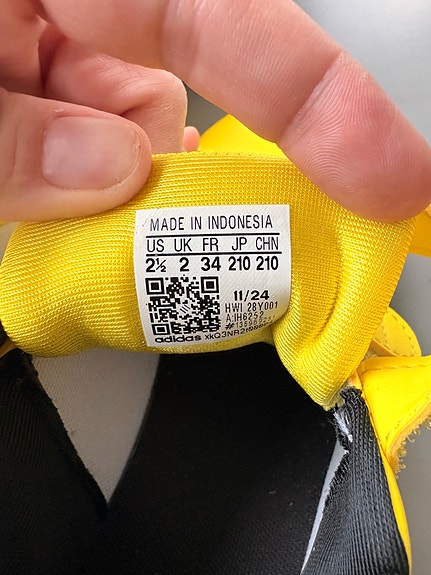 MADE IN INDONESIA
US UK FR JP CHN
2½ 2 34 210 210
11/24
HWI 28Y001
A:IH6252
adidas